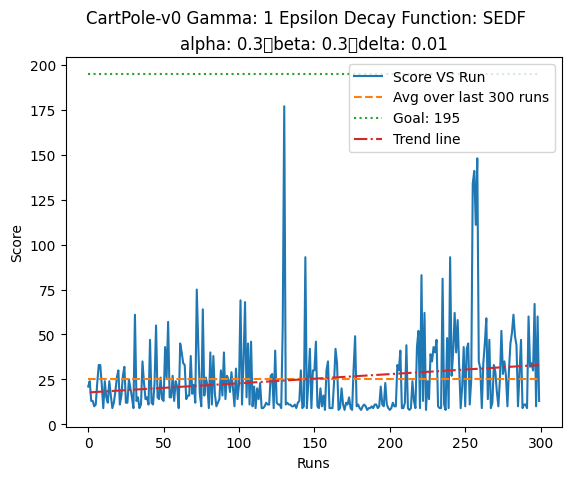 CartPole-v0 Gamma: 1 Epsilon Decay Function: SEDF
alpha: 0.3▯beta: 0.3▯delta: 0.01
200
175
150
125
100
75
50
25
0
Score
Score VS Run
Avg over last 300 runs
Goal: 195
Trend line
0 50 100 150 200 250 300
Runs